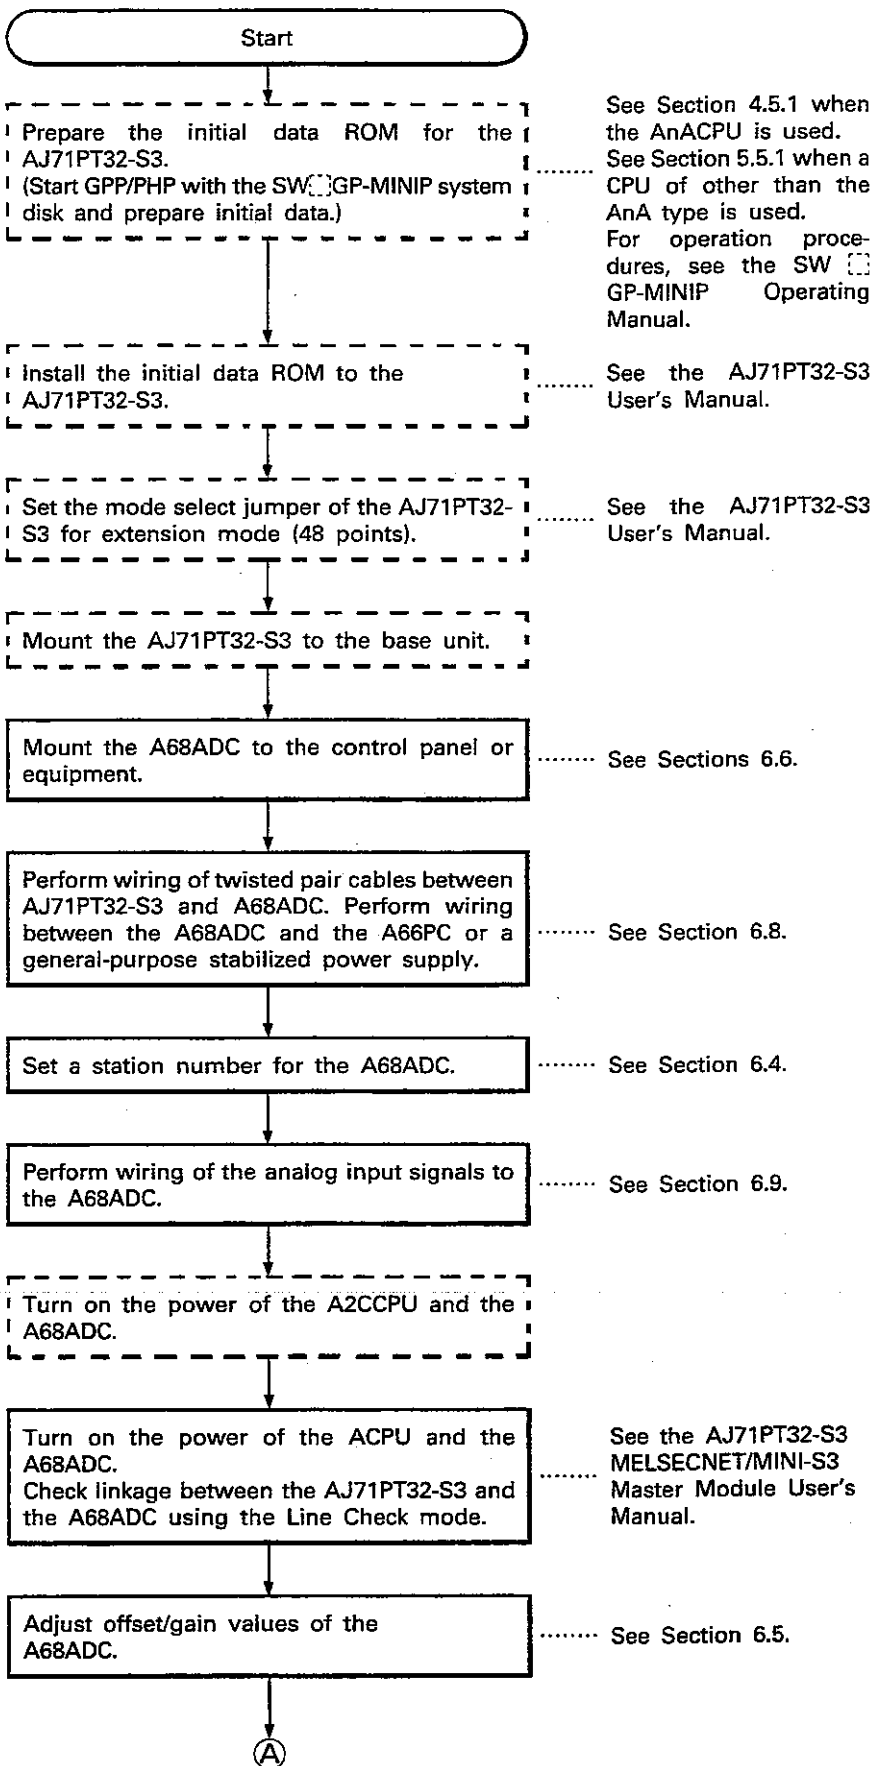 Start
Prepare the initial data ROM for the
AJ71PT32-S3.
(Start GPP/PHP with the SW[]GP-MINIP system
disk and prepare initial data.)
........ See Section 4.5.1 when
the AnACPU is used.
See Section 5.5.1 when a
CPU of other than the
AnA type is used.
For operation proce-
dures, see the SW []
GP-MINIP Operating
Manual.
Install the initial data ROM to the
AJ71PT32-S3.
........ See the AJ71PT32-S3
User's Manual.
Set the mode select jumper of the AJ71PT32-
S3 for extension mode (48 points).
........ See the AJ71PT32-S3
User's Manual.
Mount the AJ71PT32-S3 to the base unit.
Mount the A68ADC to the control panel or
equipment.
........ See Sections 6.6.
Perform wiring of twisted pair cables between
AJ71PT32-S3 and A68ADC. Perform wiring
between the A68ADC and the A66PC or a
general-purpose stabilized power supply.
........ See Section 6.8.
Set a station number for the A68ADC.
........ See Section 6.4.
Perform wiring of the analog input signals to
the A68ADC.
........ See Section 6.9.
Turn on the power of the A2CCPU and the
A68ADC.
Turn on the power of the ACPU and the
A68ADC.
Check linkage between the AJ71PT32-S3 and
the A68ADC using the Line Check mode.
........ See the AJ71PT32-S3
MELSECNET/MINI-S3
Master Module User's
Manual.
Adjust offset/gain values of the
A68ADC.
........ See Section 6.5.
A